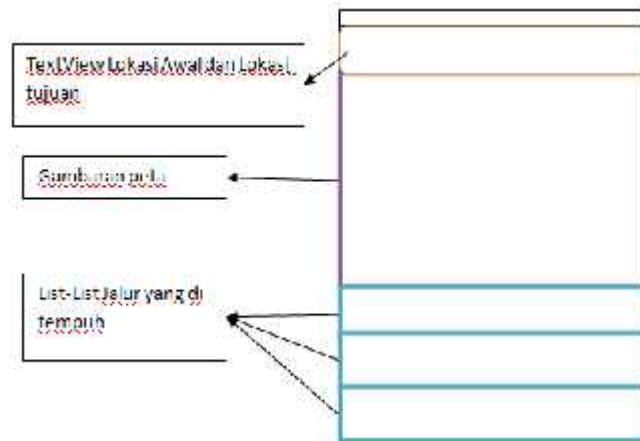 TextView Lokasi Awal dan Lokasi
tujuan
Gambaran peta
List-List Jalur yang di
tempuh